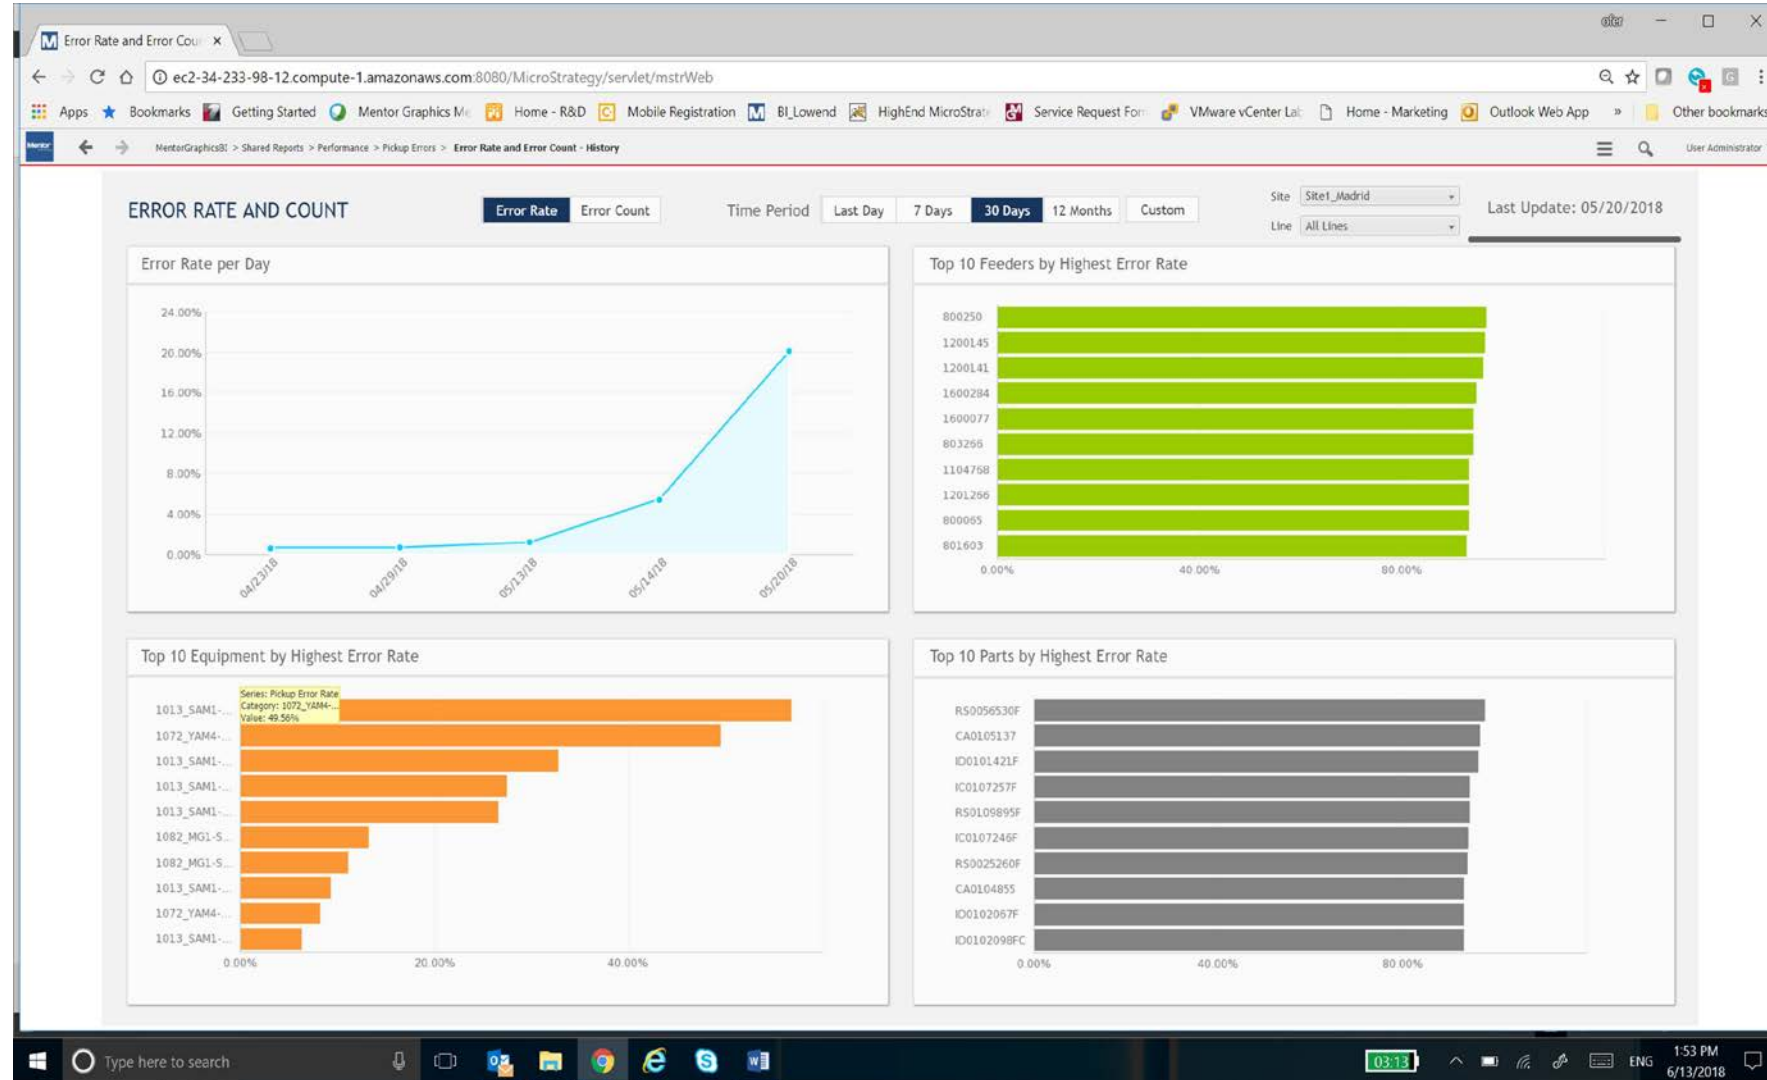 ofer
Error Rate and Error Cou
ec2-34-233-98-12.compute-1.amazonaws.com:8080/MicroStrategy/servlet/mstrWeb
Apps Bookmarks Getting Started Mentor Graphics Me Home - R&D Mobile Registration BI_Lowend HighEnd MicroStrate Service Request For VMware vCenter Lab Home - Marketing Outlook Web App » Other bookmarks
Mentor MentorGraphicsBI > Shared Reports > Performance > Pickup Errors > Error Rate and Error Count - History User Administrator
ERROR RATE AND COUNT
Error Rate Error Count
Time Period Last Day 7 Days 30 Days 12 Months Custom
Site Site1_Madrid
Line All Lines
Last Update: 05/20/2018
Error Rate per Day
24.00%
20.00%
16.00%
12.00%
8.00%
4.00%
0.00%
04/23/18 04/29/18 05/13/18 05/14/18 05/20/18
Top 10 Feeders by Highest Error Rate
800250
1200145
1200141
1600284
1600077
803266
1104768
1201266
800065
801603
0.00% 40.00% 80.00%
Top 10 Equipment by Highest Error Rate
Series: Pickup Error Rate
Category: 1072_YAM4-...
Value: 49.56%
1013_SAM1-...
1072_YAM4-...
1013_SAM1-...
1013_SAM1-...
1013_SAM1-...
1082_MG1-S...
1082_MG1-S...
1013_SAM1-...
1072_YAM4-...
1013_SAM1-...
0.00% 20.00% 40.00%
Top 10 Parts by Highest Error Rate
RS0056530F
CA0105137
ID0101421F
IC0107257F
RS0109895F
IC0107246F
RS0025260F
CA0104855
ID0102067F
ID0102098FC
0.00% 40.00% 80.00%
Type here to search
03:13
ENG
1:53 PM
6/13/2018